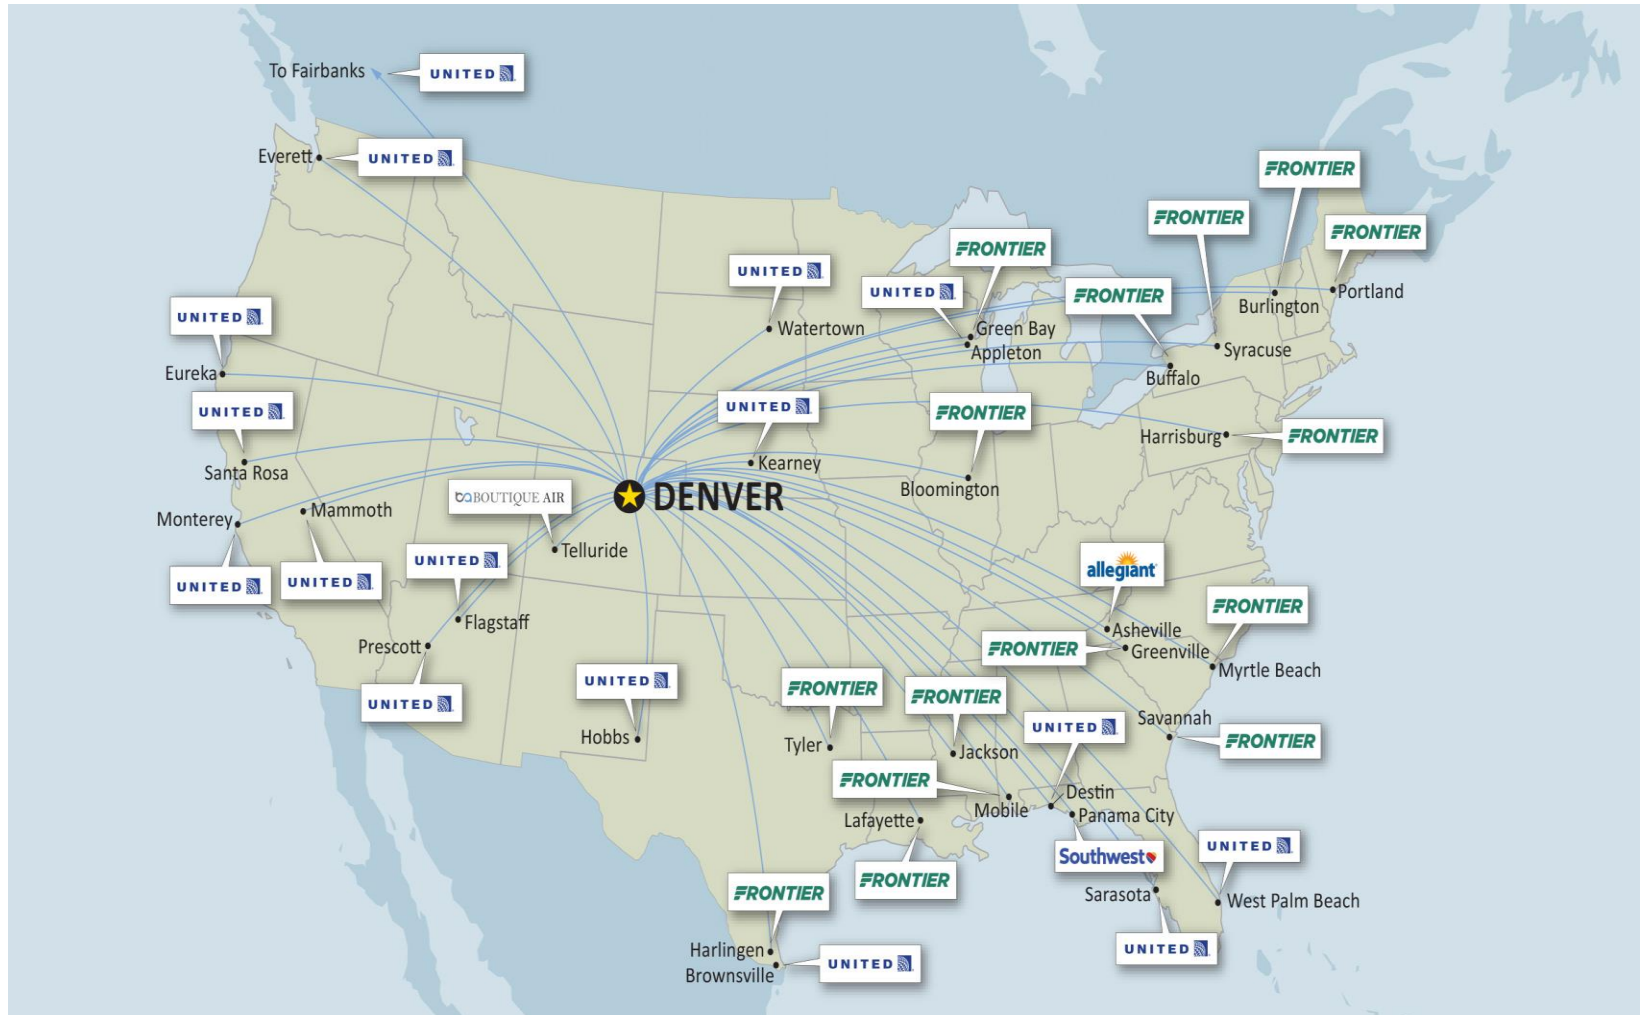 To Fairbanks
UNITED
Everett
UNITED
FRONTIER
FRONTIER
FRONTIER
FRONTIER
UNITED
UNITED
FRONTIER
Portland
Burlington
UNITED
Watertown
Green Bay
Appleton
Syracuse
Buffalo
Eureka
UNITED
UNITED
FRONTIER
Harrisburg
FRONTIER
Santa Rosa
Kearney
Bloomington
BOUTIQUE AIR
DENVER
Monterey
Mammoth
Telluride
UNITED
UNITED
UNITED
allegiant
FRONTIER
Flagstaff
Asheville
Prescott
FRONTIER
Greenville
Myrtle Beach
UNITED
UNITED
FRONTIER
FRONTIER
Savannah
UNITED
Hobbs
Tyler
Jackson
FRONTIER
FRONTIER
Destin
Mobile
Panama City
Lafayette
UNITED
Southwest
FRONTIER
Sarasota
West Palm Beach
FRONTIER
UNITED
Harlingen
Brownsville
UNITED